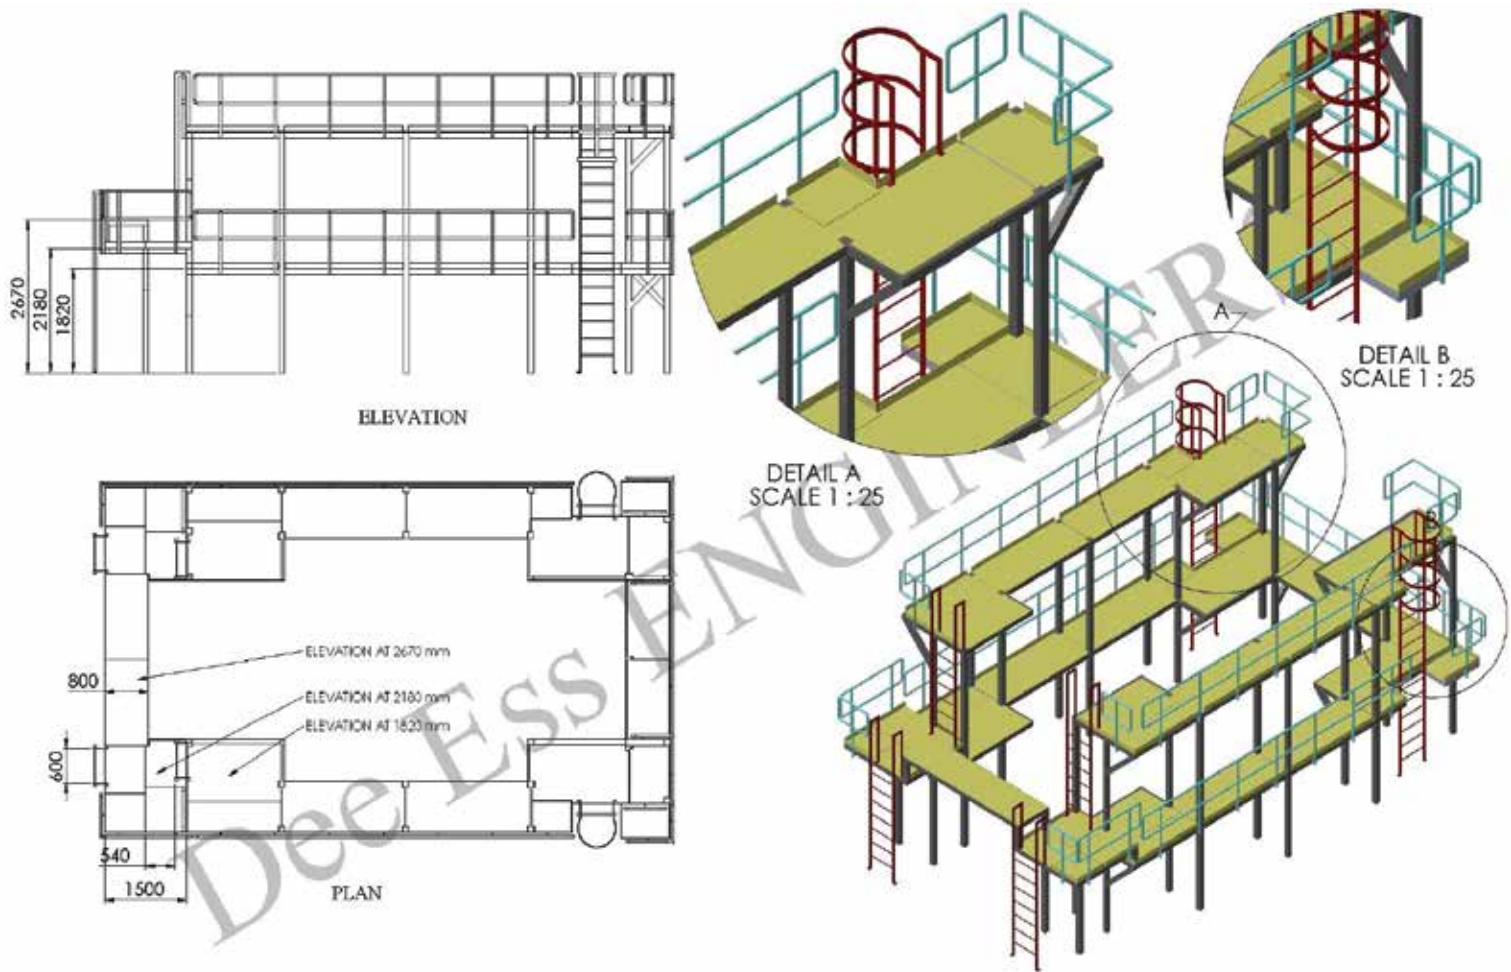 2670
2180
1820
ELEVATION
DETAIL A
SCALE 1 : 25
A
DETAIL B
SCALE 1 : 25
B
ELEVATION AT 2670 mm
800
ELEVATION AT 2180 mm
ELEVATION AT 1820 mm
600
540
1500
PLAN
Dee Ess ENGINEER